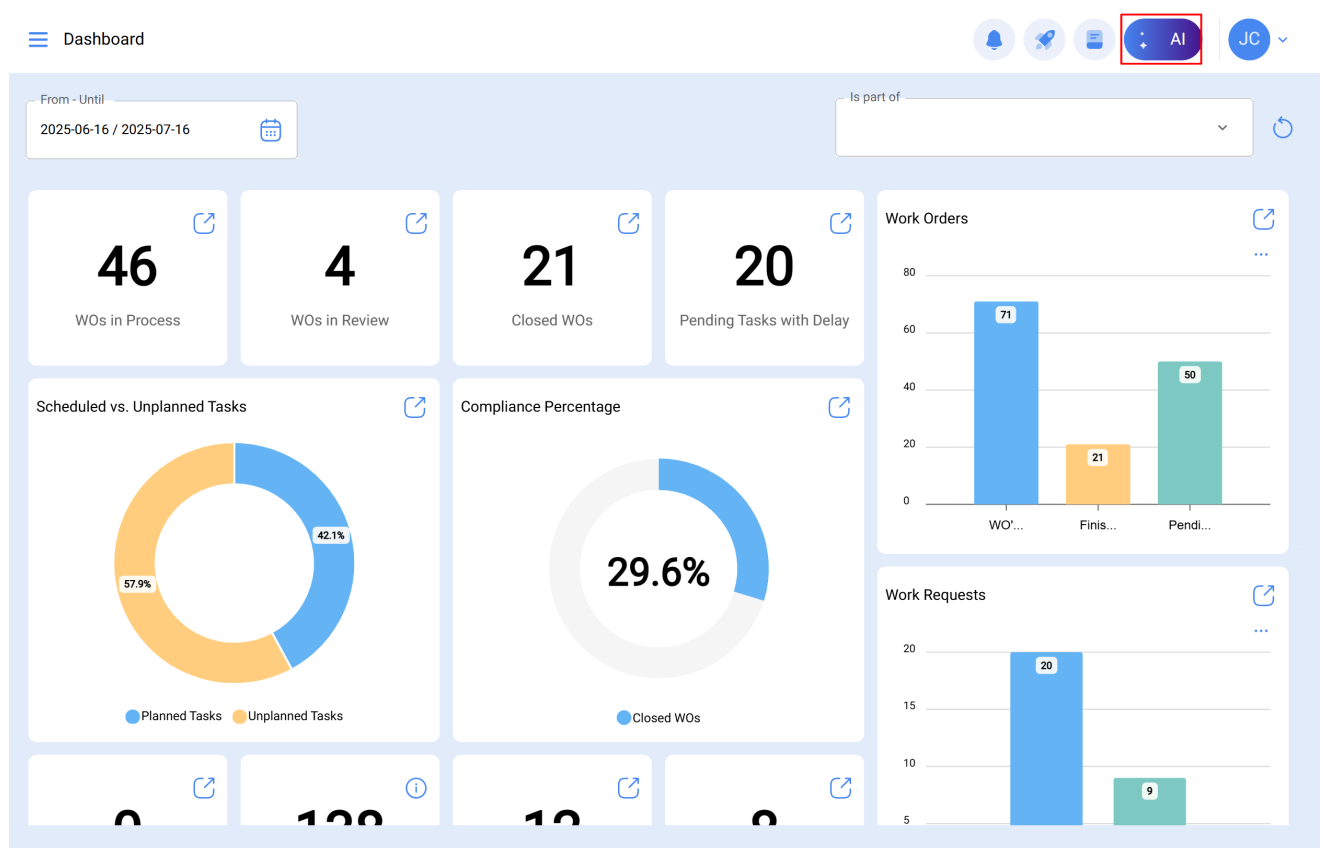 Dashboard
AI
JC
From - Until
2025-06-16 / 2025-07-16
Is part of
46
WOs in Process
4
WOs in Review
21
Closed WOs
20
Pending Tasks with Delay
Work Orders
...
80
60
40
20
0
71
21
50
WO'...
Finis...
Pendi...
Scheduled vs. Unplanned Tasks
42.1%
57.9%
Planned Tasks
Unplanned Tasks
Compliance Percentage
29.6%
Closed WOs
Work Requests
...
20
15
10
5
20
9